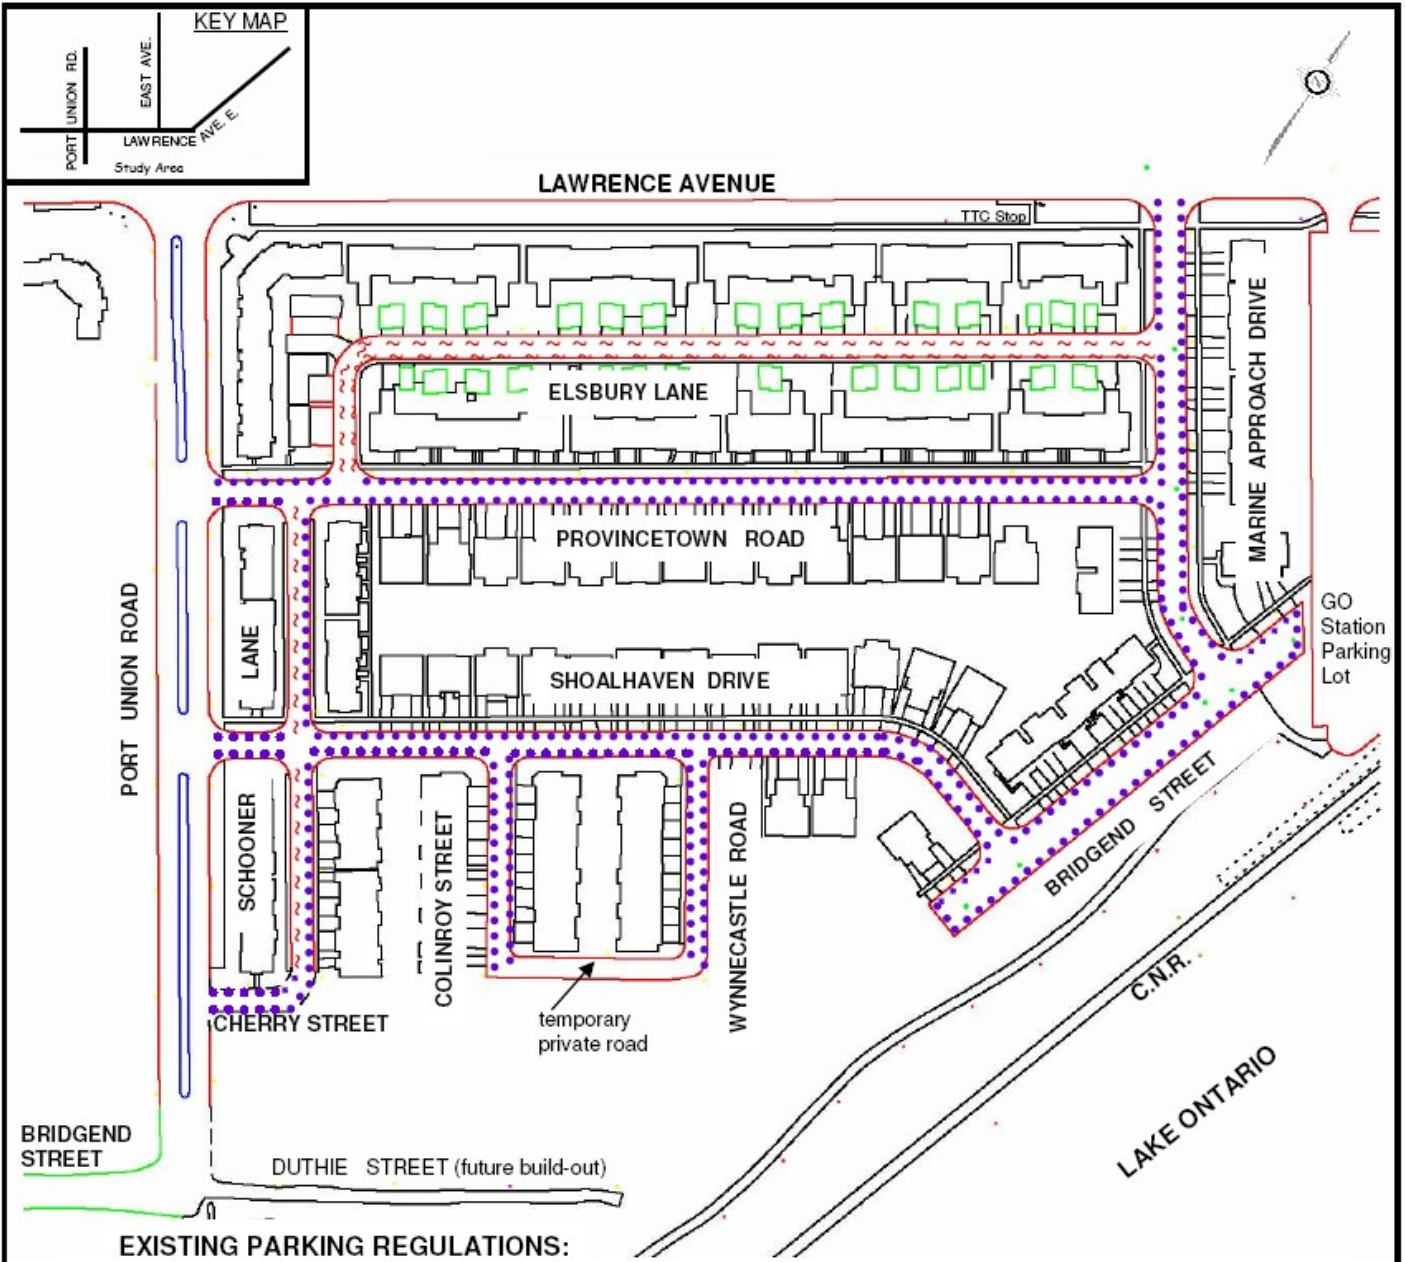 KEY MAP
PORT UNION RD.
EAST AVE.
LAWRENCE AVE. E.
Study Area
LAWRENCE AVENUE
TTC Stop
ELSBURY LANE
MARINE APPROACH DRIVE
PROVINCETOWN ROAD
PORT UNION ROAD
LANE
SHOALHAVEN DRIVE
GO
Station
Parking
Lot
SCHOONER
COLINROY STREET
WYNNECASTLE ROAD
BRIDGEND STREET
CHERRY STREET
temporary
private road
C.N.R.
LAKE ONTARIO
BRIDGEND
STREET
DUTHIE STREET (future build-out)
EXISTING PARKING REGULATIONS: